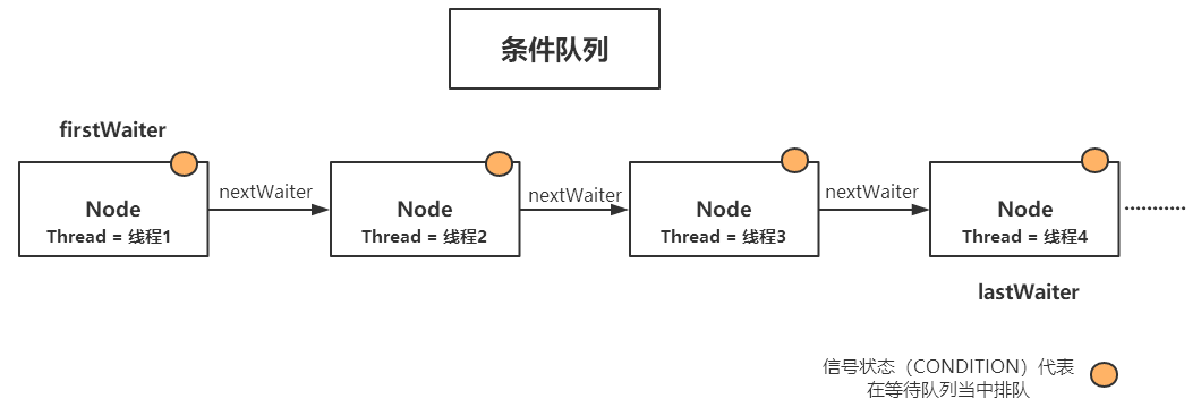 条件队列
firstWaiter
nextWaiter
nextWaiter
nextWaiter
Node
Thread = 线程1
Node
Thread = 线程2
Node
Thread = 线程3
Node
Thread = 线程4
lastWaiter
信号状态（CONDITION）代表
在等待队列当中排队